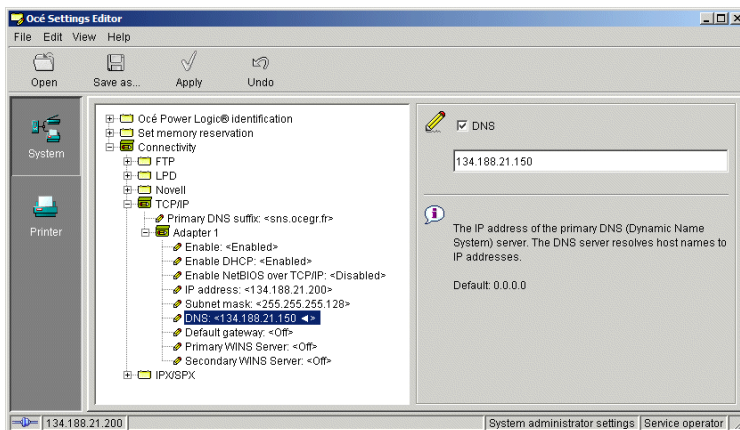 Océ Settings Editor
File Edit View Help
Open Save as... Apply Undo
System
Printer
Océ Power Logic® identification
Set memory reservation
Connectivity
FTP
LPD
Novell
TCP/IP
Primary DNS suffix: <sns.ocegr.fr>
Adapter 1
Enable: <Enabled>
Enable DHCP: <Enabled>
Enable NetBIOS over TCP/IP: <Disabled>
IP address: <134.188.21.200>
Subnet mask: <255.255.255.128>
DNS: <134.188.21.150 ◄>
Default gateway: <Off>
Primary WINS Server: <Off>
Secondary WINS Server: <Off>
IPX/SPX
DNS
134.188.21.150
The IP address of the primary DNS (Dynamic Name
System) server. The DNS server resolves host names to
IP addresses.
Default: 0.0.0.0
134.188.21.200
System administrator settings Service operator